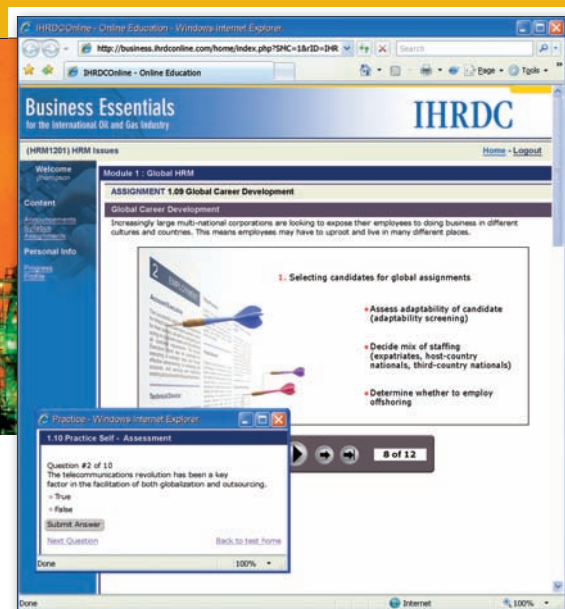 IHRDCOnline - Online Education - Windows Internet Explorer
http://business.ihrdconline.com/home/index.php?SMC=1&rID=IHR
Search
IHRDCOnline - Online Education
Page
Tools
Business Essentials
for the International Oil and Gas Industry
IHRDC
(HRM1201) HRM Issues
Home - Logout
Welcome
jthompson
Content
Announcements
Syllabus
Assignments
Personal Info
Progress
Profile
Module 1 : Global HRM
ASSIGNMENT 1.09 Global Career Development
Global Career Development
Increasingly large multi-national corporations are looking to expose their employees to doing business in different
cultures and countries. This means employees may have to uproot and live in many different places.
2
EMPLOYMENT
1. Selecting candidates for global assignments
Assess adaptability of candidate
(adaptability screening)
Decide mix of staffing
(expatriates, host-country
nationals, third-country nationals)
Determine whether to employ
offshoring
8 of 12
Practice - Windows Internet Explorer
1.10 Practice Self - Assessment
Question #2 of 10
The telecommunications revolution has been a key
factor in the facilitation of both globalization and outsourcing.
True
False
Submit Answer
Next Question
Back to test home
Done
100%
Done
Internet
100%